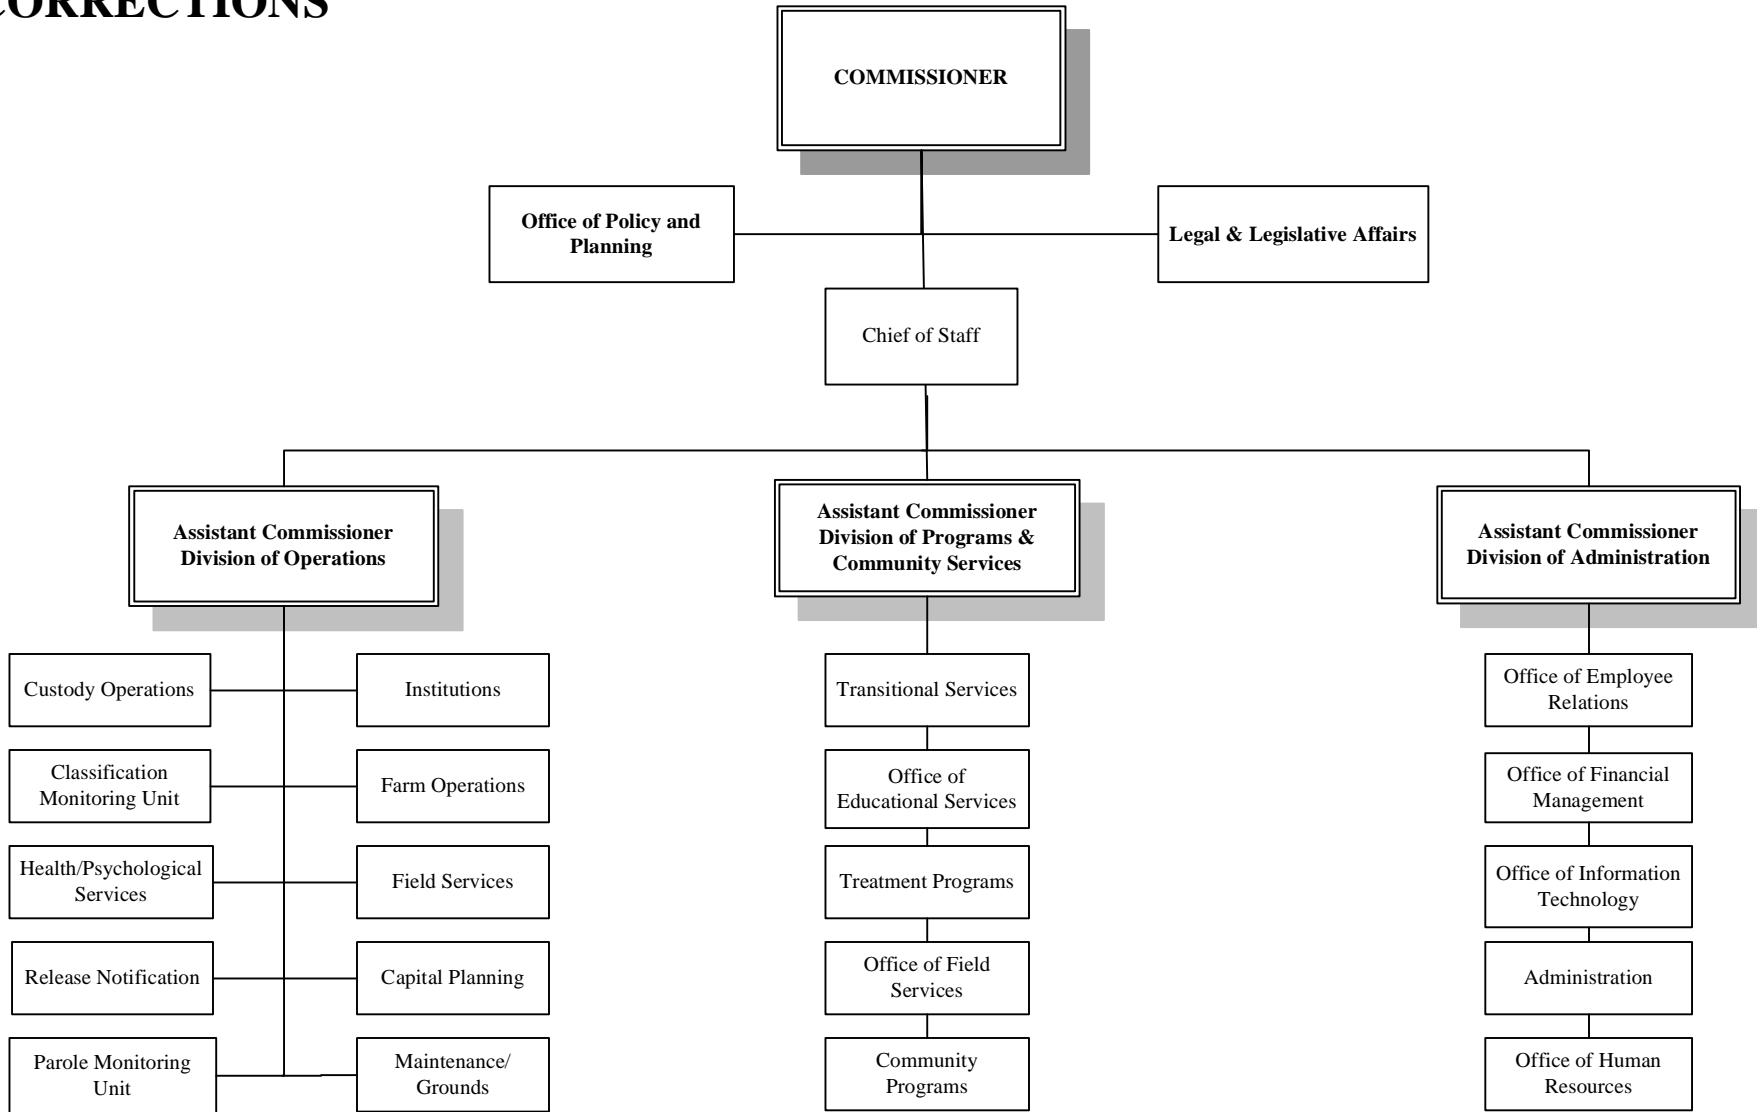 CORRECTIONS
COMMISSIONER
Office of Policy and
Planning
Legal & Legislative Affairs
Chief of Staff
Assistant Commissioner
Division of Operations
Assistant Commissioner
Division of Programs &
Community Services
Assistant Commissioner
Division of Administration
Custody Operations
Institutions
Classification
Monitoring Unit
Farm Operations
Health/Psychological
Services
Field Services
Release Notification
Capital Planning
Parole Monitoring
Unit
Maintenance/
Grounds
Transitional Services
Office of
Educational Services
Treatment Programs
Office of Field
Services
Community
Programs
Office of Employee
Relations
Office of Financial
Management
Office of Information
Technology
Administration
Office of Human
Resources